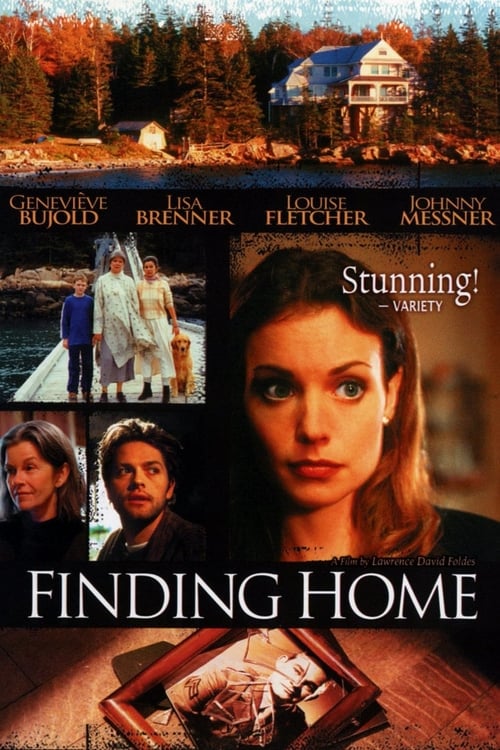 GENEVIÈVE BUJOLD
LISA BRENNER
LOUISE FLETCHER
JOHNNY MESSNER
Stunning!
– VARIETY
A Film by Lawrence David Foldes
FINDING HOME